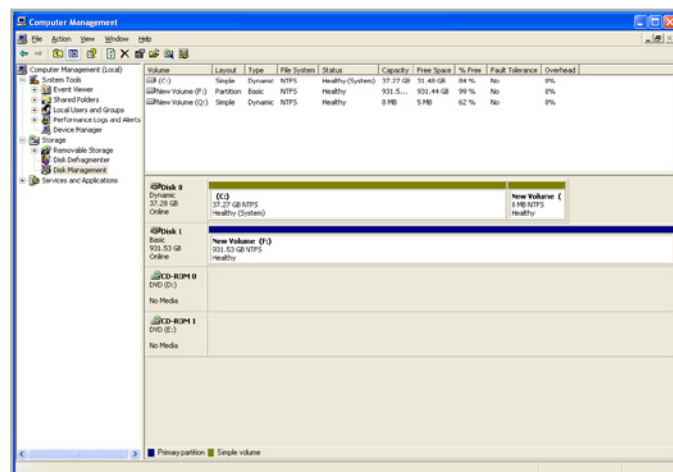 Computer Management
File Action View Window Help
Computer Management (Local)
System Tools
Event Viewer
Shared Folders
Local Users and Groups
Performance Logs and Alerts
Device Manager
Storage
Removable Storage
Disk Defragmenter
Disk Management
Services and Applications
Volume Layout Type File System Status Capacity Free Space % Free Fault Tolerance Overhead
(C:) Simple Dynamic NTFS Healthy (System) 37.27 GB 31.48 GB 84 % No 0%
New Volume (F:) Partition Basic NTFS Healthy 931.5... 931.44 GB 99 % No 0%
New Volume (Q:) Simple Dynamic NTFS Healthy 8 MB 5 MB 62 % No 0%
Disk 0
Dynamic
37.28 GB
Online
(C:)
37.27 GB NTFS
Healthy (System)
New Volume (
8 MB NTFS
Healthy
Disk 1
Basic
931.53 GB
Online
New Volume (F:)
931.53 GB NTFS
Healthy
CD-ROM 0
DVD (D:)
No Media
CD-ROM 1
DVD (E:)
No Media
Primary partition Simple volume